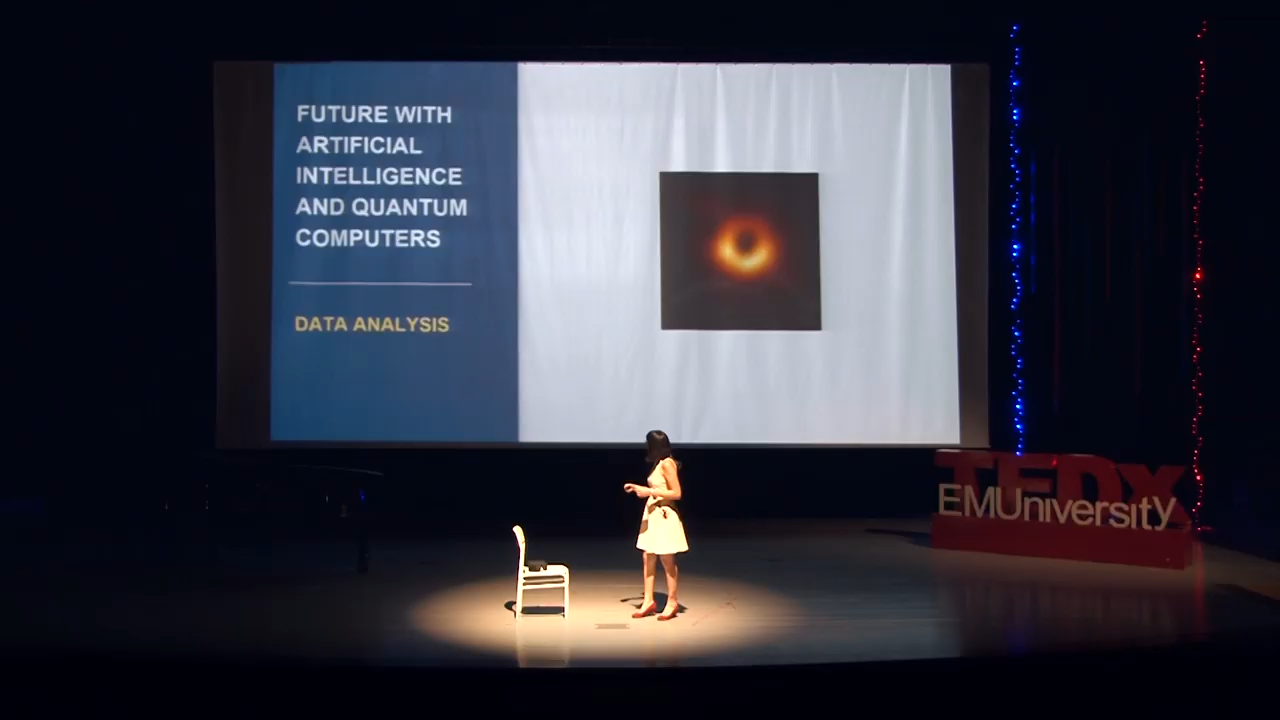 FUTURE WITH
ARTIFICIAL
INTELLIGENCE
AND QUANTUM
COMPUTERS
DATA ANALYSIS
TEDx
EMUniversity